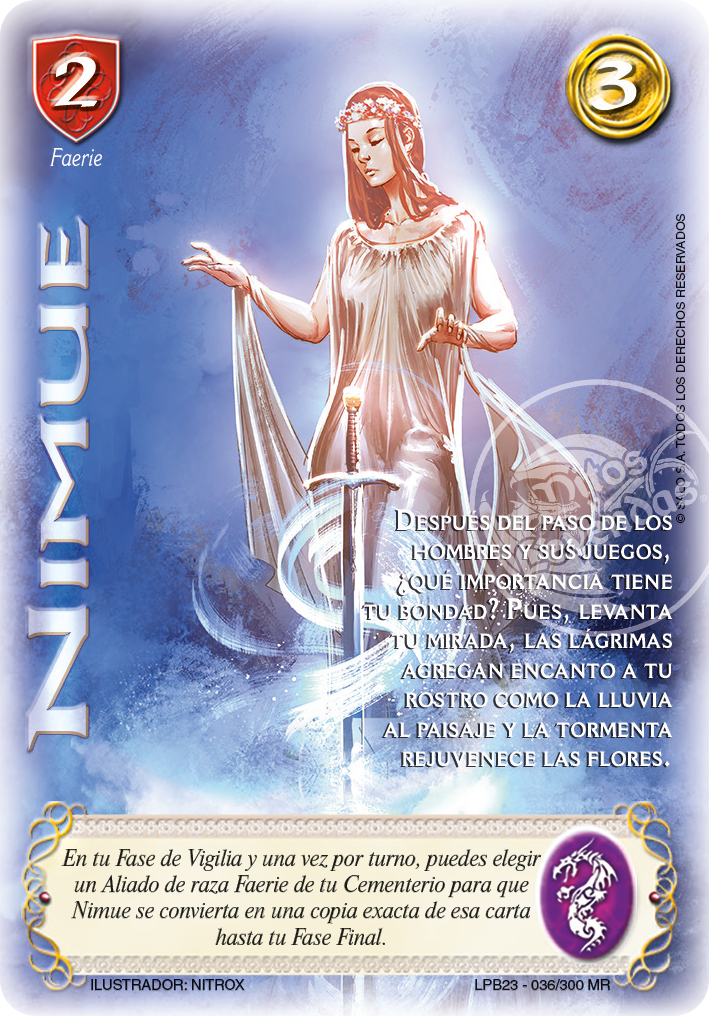 2
3
Faerie
NIMUE
© SALO S.A. TODOS LOS DERECHOS RESERVADOS
mitos
DESPUÉS DEL PASO DE LOS
HOMBRES Y SUS JUEGOS,
¿QUÉ IMPORTANCIA TIENE
TU BONDAD? PUES, LEVANTA
TU MIRADA, LAS LÁGRIMAS
AGREGAN ENCANTO A TU
ROSTRO COMO LA LLUVIA
AL PAISAJE Y LA TORMENTA
REJUVENECE LAS FLORES.
En tu Fase de Vigilia y una vez por turno, puedes elegir
un Aliado de raza Faerie de tu Cementerio para que
Nimue se convierta en una copia exacta de esa carta
hasta tu Fase Final.
ILUSTRADOR: NITROX
LPB23 - 036/300 MR